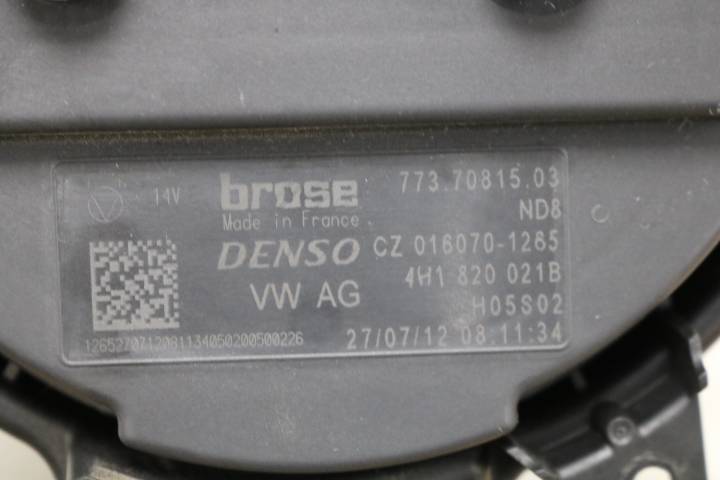 14V brose 773.70815.03
Made in France ND8
DENSO CZ 016070-1265
4H1 820 021B
VW AG H05S02
1265270712081134050200500226 27/07/12 08:11:34